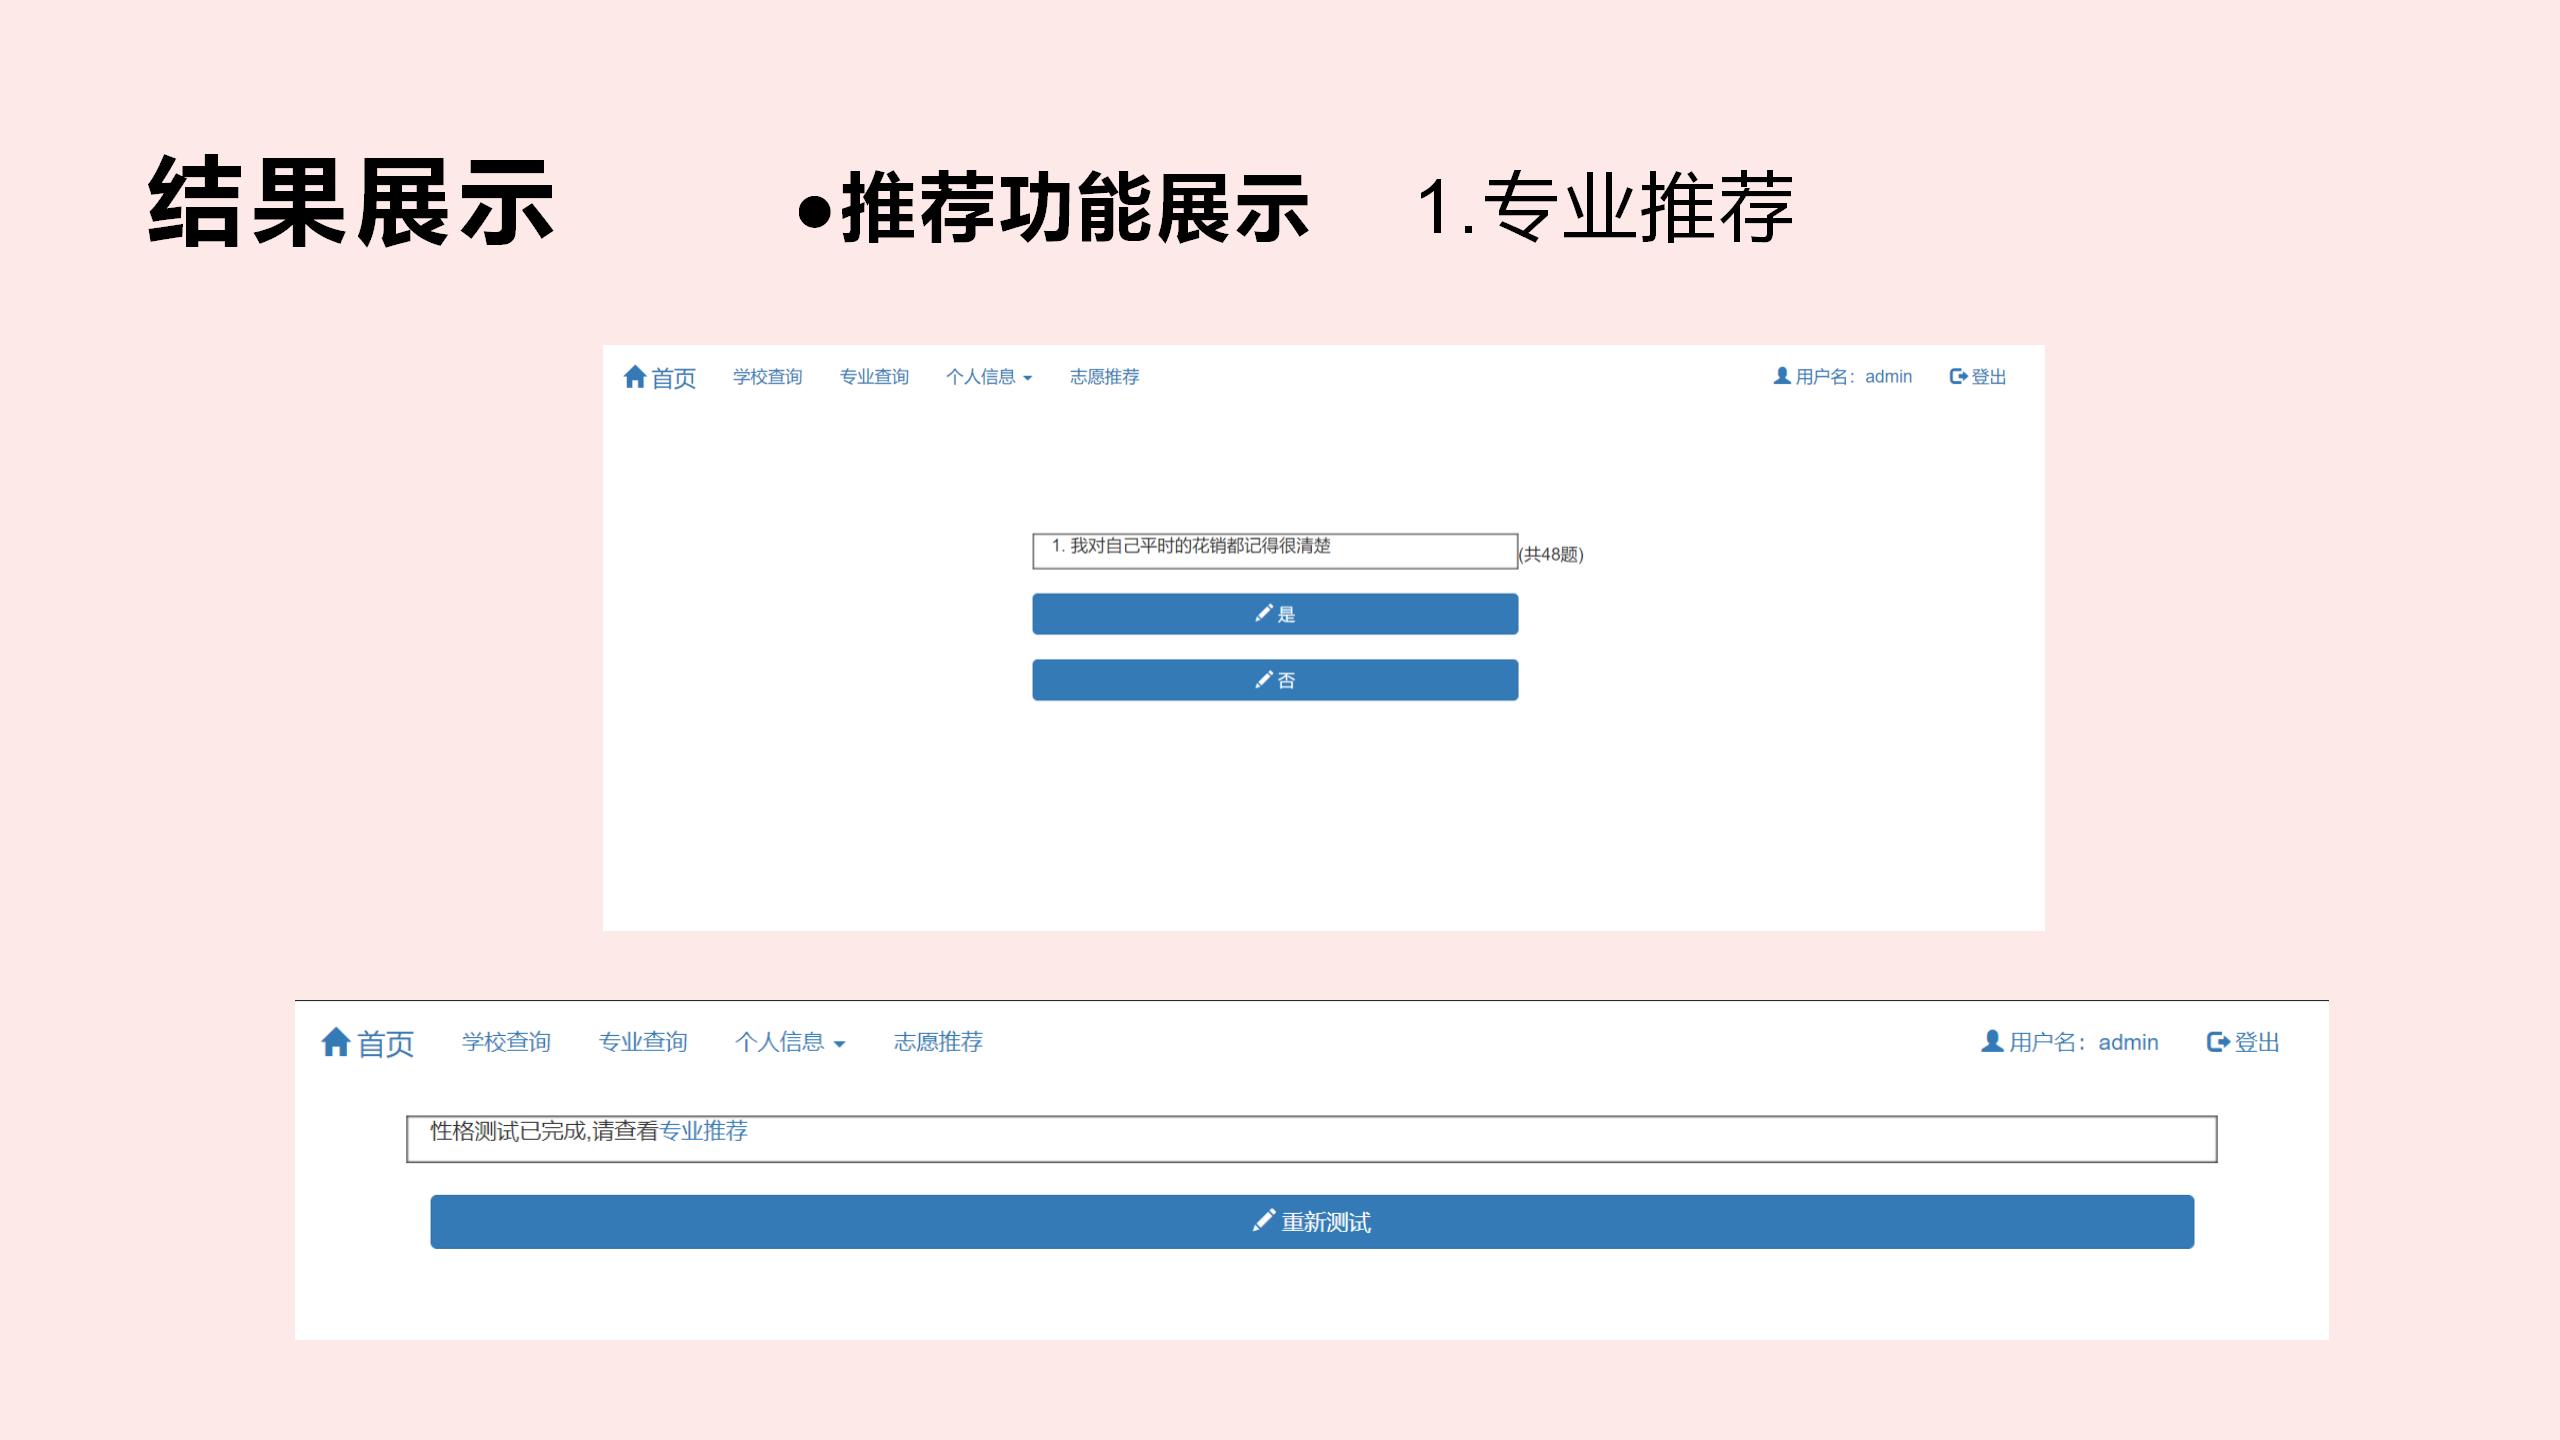 结果展示 •推荐功能展示 1.专业推荐
首页 学校查询 专业查询 个人信息 志愿推荐 用户名：admin 登出
1. 我对自己平时的花销都记得很清楚 (共48题)
是
否
首页 学校查询 专业查询 个人信息 志愿推荐 用户名：admin 登出
性格测试已完成,请查看专业推荐
重新测试